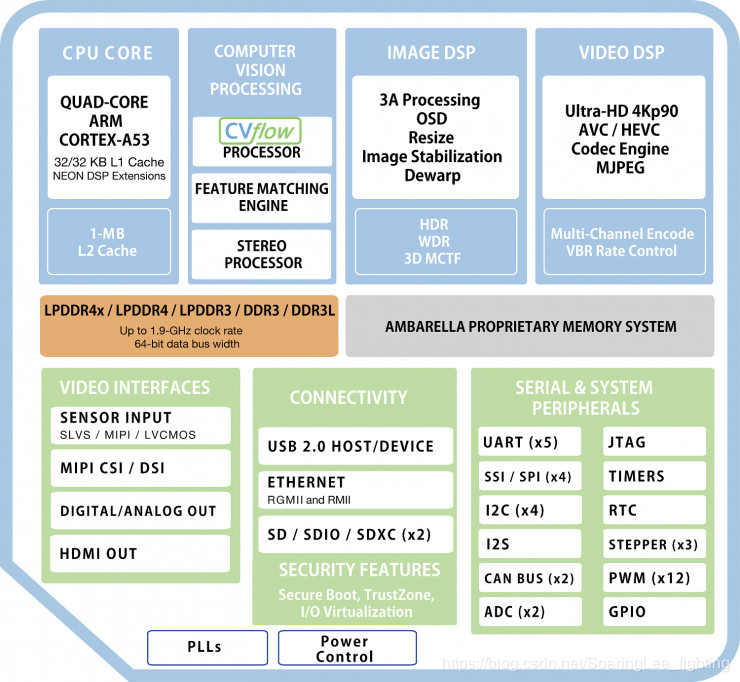 CPU CORE
QUAD-CORE
ARM
CORTEX-A53
32/32 KB L1 Cache
NEON DSP Extensions
1-MB
L2 Cache
COMPUTER
VISION
PROCESSING
CVflow
PROCESSOR
FEATURE MATCHING
ENGINE
STEREO
PROCESSOR
IMAGE DSP
3A Processing
OSD
Resize
Image Stabilization
Dewarp
HDR
WDR
3D MCTF
VIDEO DSP
Ultra-HD 4Kp90
AVC / HEVC
Codec Engine
MJPEG
Multi-Channel Encode
VBR Rate Control
LPDDR4x / LPDDR4 / LPDDR3 / DDR3 / DDR3L
Up to 1.9-GHz clock rate
64-bit data bus width
AMBARELLA PROPRIETARY MEMORY SYSTEM
VIDEO INTERFACES
SENSOR INPUT
SLVS / MIPI / LVCMOS
MIPI CSI / DSI
DIGITAL/ANALOG OUT
HDMI OUT
CONNECTIVITY
USB 2.0 HOST/DEVICE
ETHERNET
RGMII and RMII
SD / SDIO / SDXC (x2)
SECURITY FEATURES
Secure Boot, TrustZone,
I/O Virtualization
SERIAL & SYSTEM
PERIPHERALS
UART (x5)
SSI / SPI (x4)
I2C (x4)
I2S
CAN BUS (x2)
ADC (x2)
JTAG
TIMERS
RTC
STEPPER (x3)
PWM (x12)
GPIO
PLLs
Power
Control
https://blog.csdn.net/SoaringLee_fighting